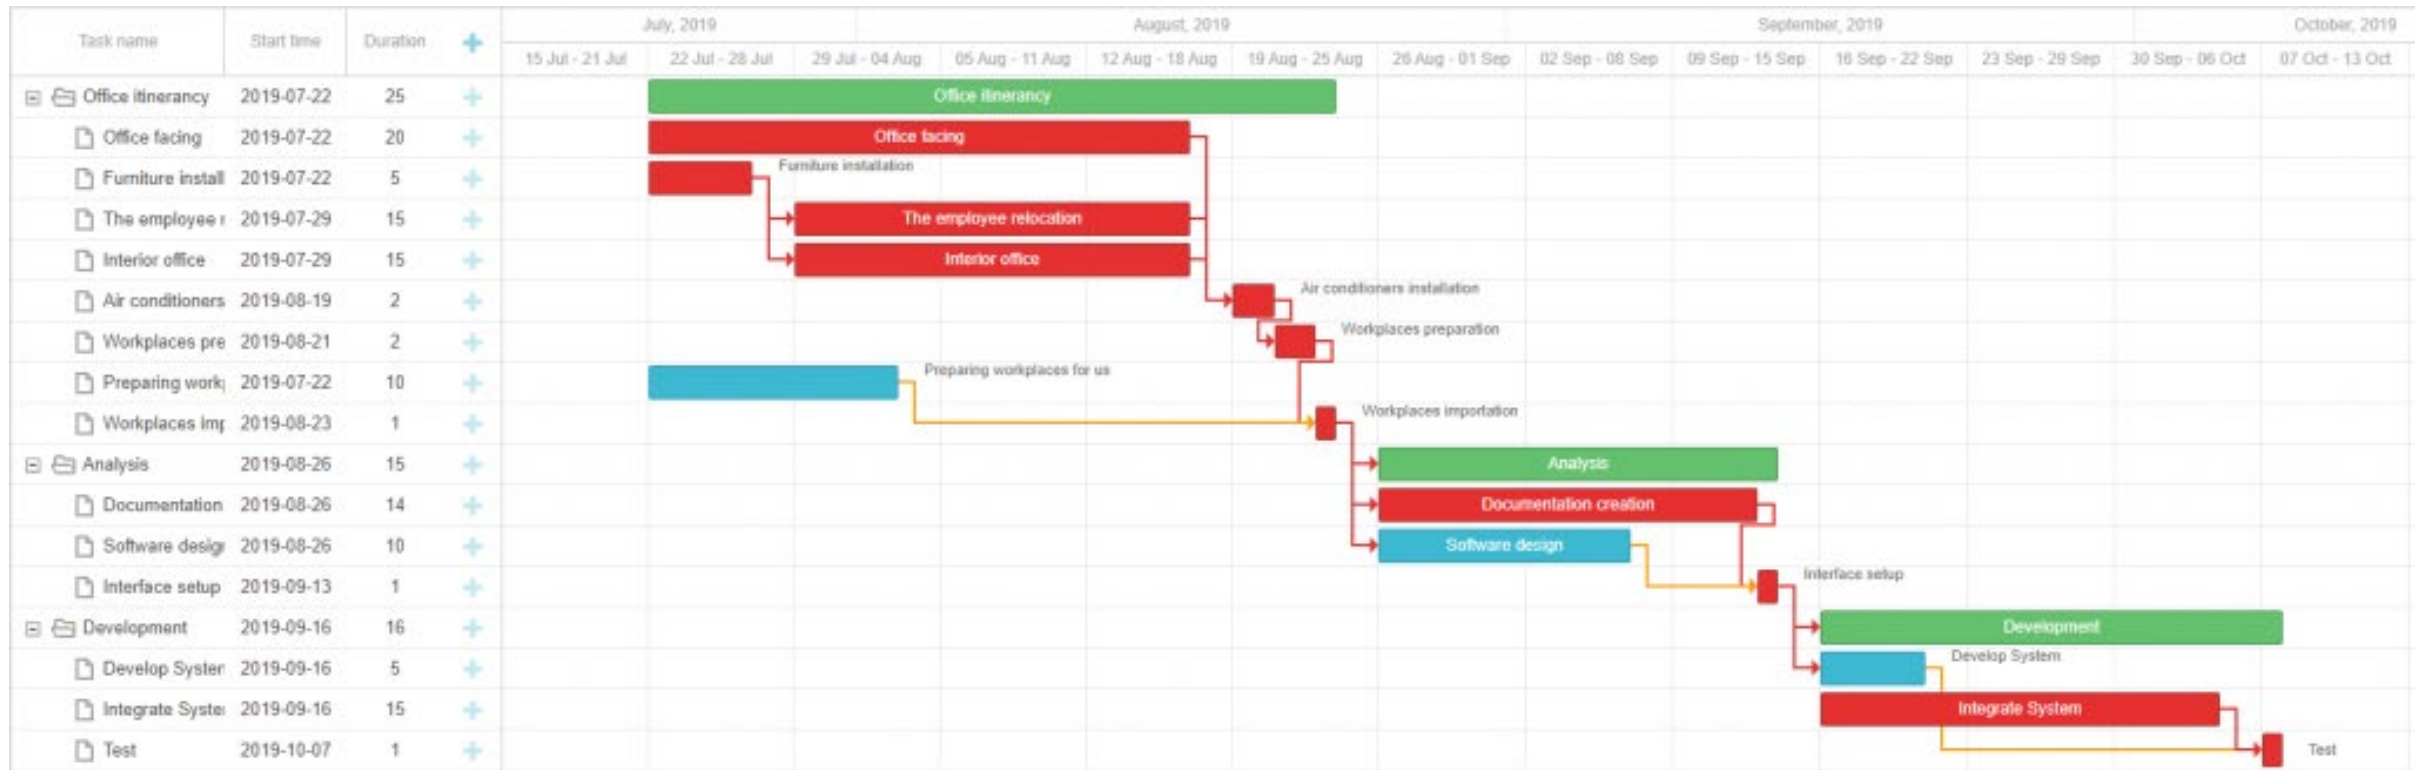 Task name Start time Duration July, 2019 August, 2019 September, 2019 October, 2019
15 Jul - 21 Jul 22 Jul - 28 Jul 29 Jul - 04 Aug 05 Aug - 11 Aug 12 Aug - 18 Aug 19 Aug - 25 Aug 26 Aug - 01 Sep 02 Sep - 08 Sep 09 Sep - 15 Sep 16 Sep - 22 Sep 23 Sep - 29 Sep 30 Sep - 06 Oct 07 Oct - 13 Oct
Office itinerancy 2019-07-22 25 Office itinerancy
Office facing 2019-07-22 20 Office facing
Furniture install 2019-07-22 5 Furniture installation
The employee r 2019-07-29 15 The employee relocation
Interior office 2019-07-29 15 Interior office
Air conditioners 2019-08-19 2 Air conditioners installation
Workplaces pre 2019-08-21 2 Workplaces preparation
Preparing work 2019-07-22 10 Preparing workplaces for us
Workplaces imp 2019-08-23 1 Workplaces importation
Analysis 2019-08-26 15 Analysis
Documentation 2019-08-26 14 Documentation creation
Software design 2019-08-26 10 Software design
Interface setup 2019-09-13 1 Interface setup
Development 2019-09-16 16 Development
Develop System 2019-09-16 5 Develop System
Integrate Syste 2019-09-16 15 Integrate System
Test 2019-10-07 1 Test